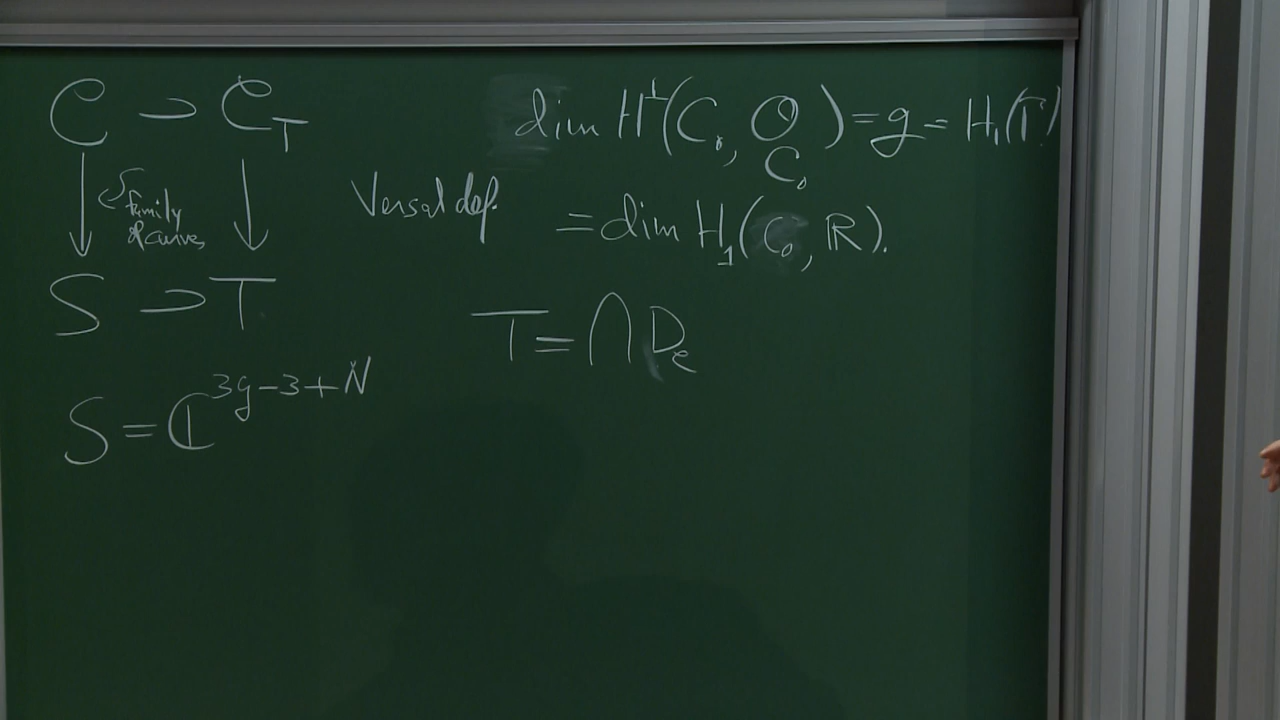 C ⊃ C_T
family of curves
S ⊃ T
S = ℂ^{3g-3+N}
Versal def.
dim H^1(C_0, O_{C_0}) = g = H_1(Γ)
= dim H_1(C_0, ℝ).
T = ∩ D_e